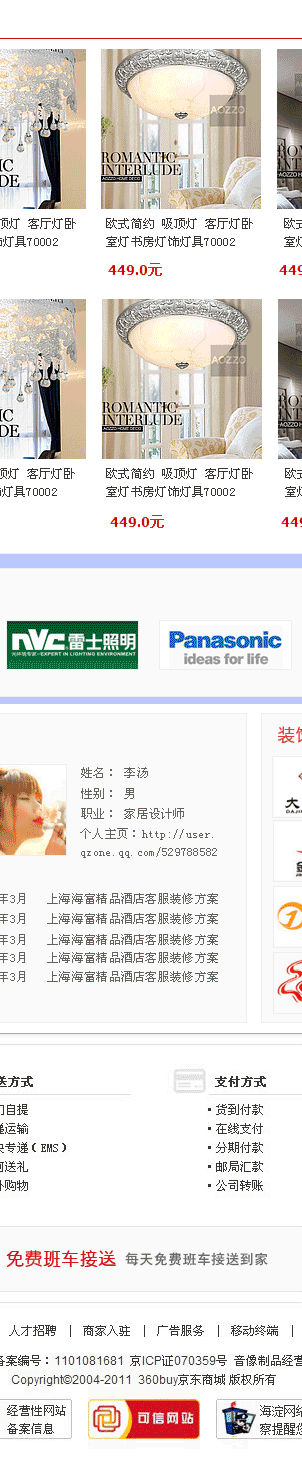 AOZZO
ROMANTIC
INTERLUDE
AOZZO HOME DECO
顶灯 客厅灯卧
欧式简约 吸顶灯 客厅灯卧
欧式
灯具70002
室灯书房灯饰灯具70002
室灯
449.0元
449
AOZZO
ROMANTIC
INTERLUDE
AOZZO HOME DECO
顶灯 客厅灯卧
欧式简约 吸顶灯 客厅灯卧
欧式
灯具70002
室灯书房灯饰灯具70002
室灯
449.0元
449
nVC 雷士照明
光环境专家 EXPERT IN LIGHTING ENVIRONMENT
Panasonic
ideas for life
装饰
姓名： 李汤
性别： 男
职业： 家居设计师
个人主页：http://user.
qzone.qq.com/529788582
年3月 上海海富精品酒店客服装修方案
年3月 上海海富精品酒店客服装修方案
年3月 上海海富精品酒店客服装修方案
年3月 上海海富精品酒店客服装修方案
年3月 上海海富精品酒店客服装修方案
送方式
支付方式
门自提
货到付款
递运输
在线支付
快专递（EMS）
分期付款
可送礼
邮局汇款
外购物
公司转账
免费班车接送 每天免费班车接送到家
人才招聘 | 商家入驻 | 广告服务 | 移动终端 |
备案编号：1101081681 京ICP证070359号 音像制品经营
Copyright©2004-2011 360buy京东商城 版权所有
经营性网站
备案信息
可信网站
海淀网络
察提醒您